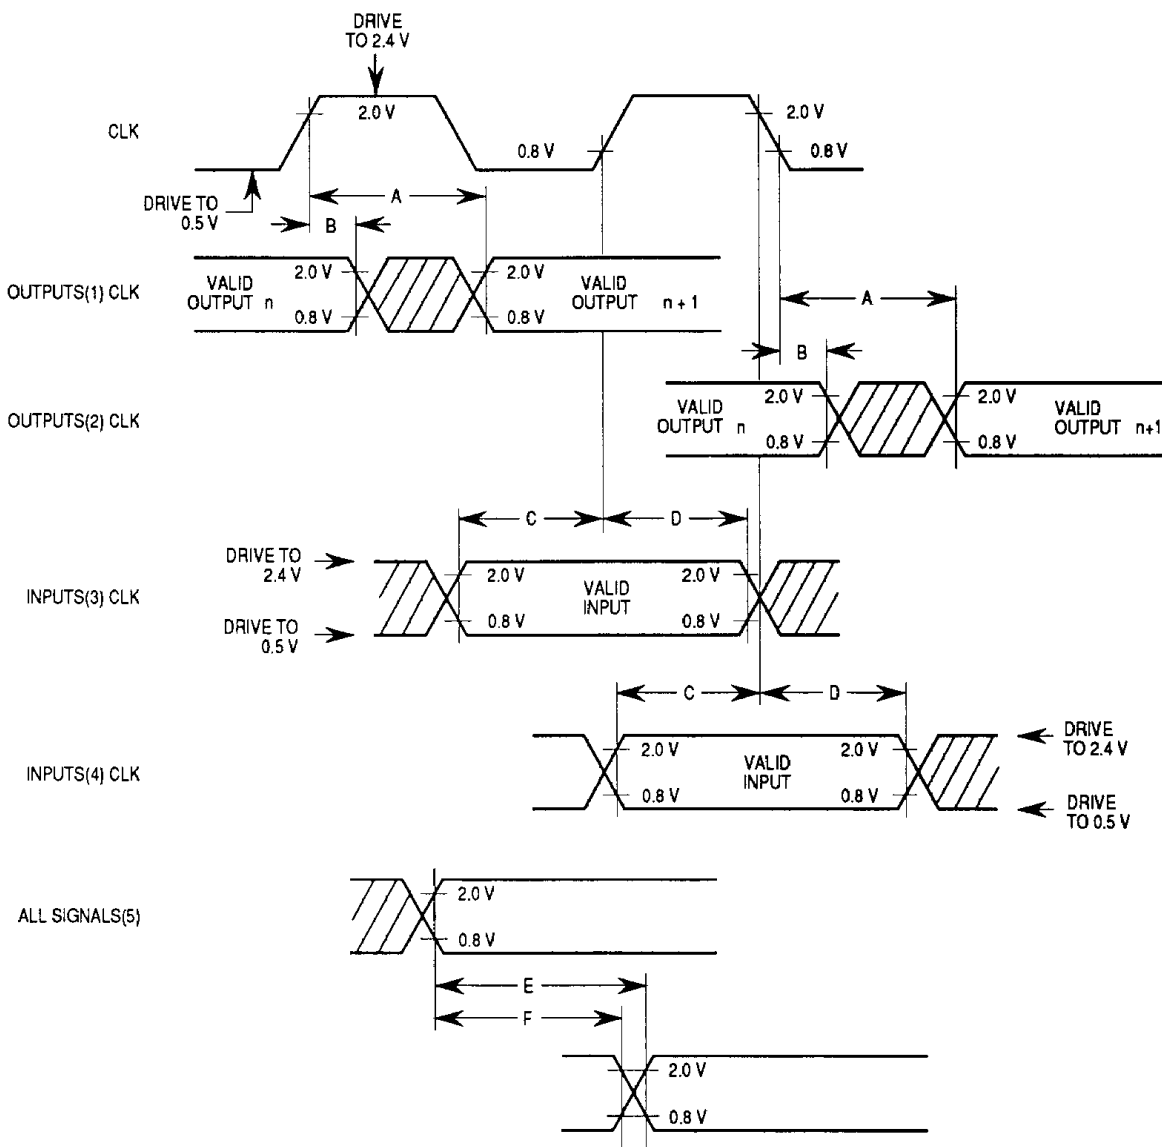 DRIVE
TO 2.4 V
CLK
2.0 V
0.8 V
2.0 V
0.8 V
DRIVE TO
0.5 V
A
B
OUTPUTS(1) CLK
VALID
OUTPUT n
2.0 V
0.8 V
2.0 V
0.8 V
VALID
OUTPUT n + 1
A
B
OUTPUTS(2) CLK
VALID
OUTPUT n
2.0 V
0.8 V
2.0 V
0.8 V
VALID
OUTPUT n+1
C
D
INPUTS(3) CLK
DRIVE TO
2.4 V
DRIVE TO
0.5 V
2.0 V
0.8 V
VALID
INPUT
2.0 V
0.8 V
C
D
INPUTS(4) CLK
2.0 V
0.8 V
VALID
INPUT
2.0 V
0.8 V
DRIVE
TO 2.4 V
DRIVE
TO 0.5 V
ALL SIGNALS(5)
2.0 V
0.8 V
E
F
2.0 V
0.8 V